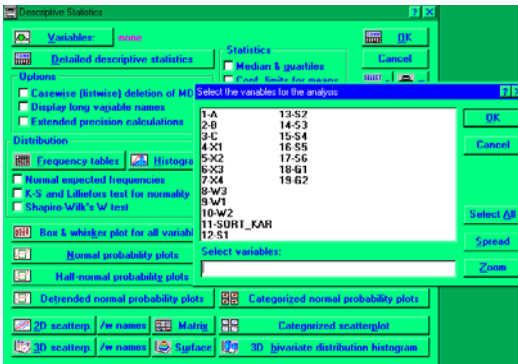 Descriptive Statistics
Variables: none
OK
Detailed descriptive statistics
Statistics
Median & quartiles
Conf. limits for means
Cancel
Options
Casewise (listwise) deletion of MD
Display long variable names
Extended precision calculations
Distribution
Frequency tables
Histogra
Normal expected frequencies
K-S and Lilliefors test for normality
Shapiro-Wilk's W test
Box & whisker plot for all variabl
Normal probability plots
Half-normal probability plots
Detrended normal probability plots
Categorized normal probability plots
2D scatterp. /w names Matrix
Categorized scatterplot
3D scatterp. /w names Surface
3D bivariate distribution histogram
Select the variables for the analysis
1-A 13-S2
2-B 14-S3
3-C 15-S4
4-X1 16-S5
5-X2 17-S6
6-X3 18-G1
7-X4 19-G2
8-W3
9-W1
10-W2
11-SORT_KAR
12-S1
Select variables:
OK
Cancel
Select All
Spread
Zoom